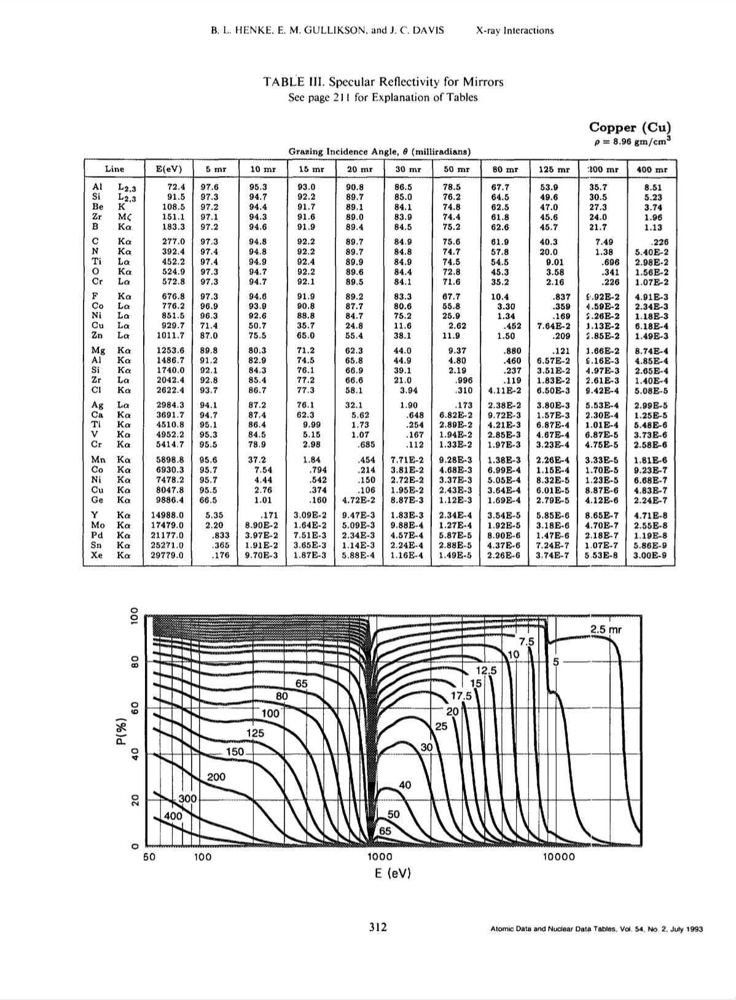 B. L. HENKE, E. M. GULLIKSON, and J. C. DAVIS X-ray Interactions
TABLE III. Specular Reflectivity for Mirrors
See page 211 for Explanation of Tables
Copper (Cu)
ρ = 8.96 gm/cm³
Grazing Incidence Angle, θ (milliradians)
Line E(eV) 5 mr 10 mr 15 mr 20 mr 30 mr 50 mr 80 mr 125 mr 200 mr 400 mr
Al L2,3 72.4 97.6 95.3 93.0 90.8 86.5 78.5 67.7 53.9 35.7 8.51
Si L2,3 91.5 97.3 94.7 92.2 89.7 85.0 76.2 64.5 49.6 30.5 5.23
Be K 108.5 97.2 94.4 91.7 89.1 84.1 74.8 62.5 47.0 27.3 3.74
Zr Mζ 151.1 97.1 94.3 91.6 89.0 83.9 74.4 61.8 45.6 24.0 1.96
B Kα 183.3 97.2 94.6 91.9 89.4 84.5 75.2 62.6 45.7 21.7 1.13
C Kα 277.0 97.3 94.8 92.2 89.7 84.9 75.6 61.9 40.3 7.49 .226
N Kα 392.4 97.4 94.8 92.2 89.7 84.8 74.7 57.8 20.0 1.38 5.40E-2
Ti Lα 452.2 97.4 94.9 92.4 89.9 84.9 74.5 54.5 9.01 .696 2.98E-2
O Kα 524.9 97.3 94.7 92.2 89.6 84.4 72.8 45.3 3.58 .341 1.56E-2
Cr Lα 572.8 97.3 94.7 92.1 89.5 84.1 71.6 35.2 2.16 .226 1.07E-2
F Kα 676.8 97.3 94.6 91.9 89.2 83.3 67.7 10.4 .837 4.91E-3
Co Lα 776.2 96.9 93.9 90.8 87.7 80.6 55.8 3.30 .359 4.59E-2 2.34E-3
Ni Lα 851.5 96.3 92.6 88.8 84.7 75.2 25.9 1.34 .169 1.18E-3
Cu Lα 929.7 71.4 50.7 35.7 24.8 11.6 2.62 .452 7.64E-2 1.13E-2 6.18E-4
Zn Lα 1011.7 87.0 75.5 65.0 55.4 38.1 11.9 1.50 .209 1.49E-3
Mg Kα 1253.6 89.8 80.3 71.2 62.3 44.0 9.37 .880 .121 1.66E-2 8.74E-4
Al Kα 1486.7 91.2 82.9 74.5 65.8 44.9 4.80 .460 6.57E-2 4.85E-4
Si Kα 1740.0 92.1 84.3 76.1 66.9 39.1 2.19 .237 3.51E-2 4.97E-3 2.65E-4
Zr Lα 2042.4 92.8 85.4 77.2 66.6 21.0 .996 .119 1.83E-2 2.61E-3 1.40E-4
Cl Kα 2622.4 93.7 86.7 77.3 58.1 3.94 .310 4.11E-2 6.50E-3 9.42E-4 5.08E-5
Ag Lα 2984.3 94.1 87.2 76.1 32.1 1.90 .173 2.38E-2 3.80E-3 5.53E-4 2.99E-5
Ca Kα 3691.7 94.7 87.4 62.3 5.62 .648 6.82E-2 9.72E-3 1.57E-3 2.30E-4 1.25E-5
Ti Kα 4510.8 95.1 86.4 9.99 1.73 .254 2.89E-2 4.21E-3 6.87E-4 1.01E-4 5.48E-6
V Kα 4952.2 95.3 84.5 5.15 1.07 .167 1.94E-2 2.85E-3 4.67E-4 6.87E-5 3.73E-6
Cr Kα 5414.7 95.5 78.9 2.98 .685 .112 1.33E-2 1.97E-3 3.23E-4 4.75E-5 2.58E-6
Mn Kα 5898.8 95.6 37.2 1.84 .454 7.71E-2 9.28E-3 1.38E-3 2.26E-4 3.33E-5 1.81E-6
Co Kα 6930.3 95.7 7.54 .794 .214 3.81E-2 4.68E-3 6.99E-4 1.15E-4 1.70E-5 9.23E-7
Ni Kα 7478.2 95.7 4.44 .542 .150 2.72E-2 3.37E-3 5.05E-4 8.32E-5 1.23E-5 6.68E-7
Cu Kα 8047.8 95.5 2.76 .374 .106 1.95E-2 2.43E-3 3.64E-4 6.01E-5 8.87E-6 4.83E-7
Ge Kα 9886.4 66.5 1.01 .160 4.72E-2 8.87E-3 1.12E-3 1.69E-4 2.79E-5 4.12E-6 2.24E-7
Y Kα 14988.0 5.35 .171 3.09E-2 9.47E-3 1.83E-3 2.34E-4 3.54E-5 5.85E-6 8.65E-7 4.71E-8
Mo Kα 17479.0 2.20 8.90E-2 1.64E-2 5.09E-3 9.88E-4 1.27E-4 1.92E-5 3.18E-6 4.70E-7 2.55E-8
Pd Kα 21177.0 .833 3.97E-2 7.51E-3 2.34E-3 4.57E-4 5.87E-5 8.90E-6 1.47E-6 2.18E-7 1.19E-8
Sn Kα 25271.0 .365 1.91E-2 3.65E-3 1.14E-3 2.24E-4 2.88E-5 4.37E-6 7.24E-7 1.07E-7 5.86E-9
Xe Kα 29779.0 .176 9.70E-3 1.87E-3 5.88E-4 1.16E-4 1.49E-5 2.26E-6 3.74E-7 5.53E-8 3.00E-9
100
80
60
40
20
0
P(%)
2.5 mr
7.5
10
5
12.5
15
17.5
20
25
30
40
50
65
65
80
100
125
150
200
300
400
50 100 1000 10000
E (eV)
312 Atomic Data and Nuclear Data Tables, Vol. 54, No. 2, July 1993